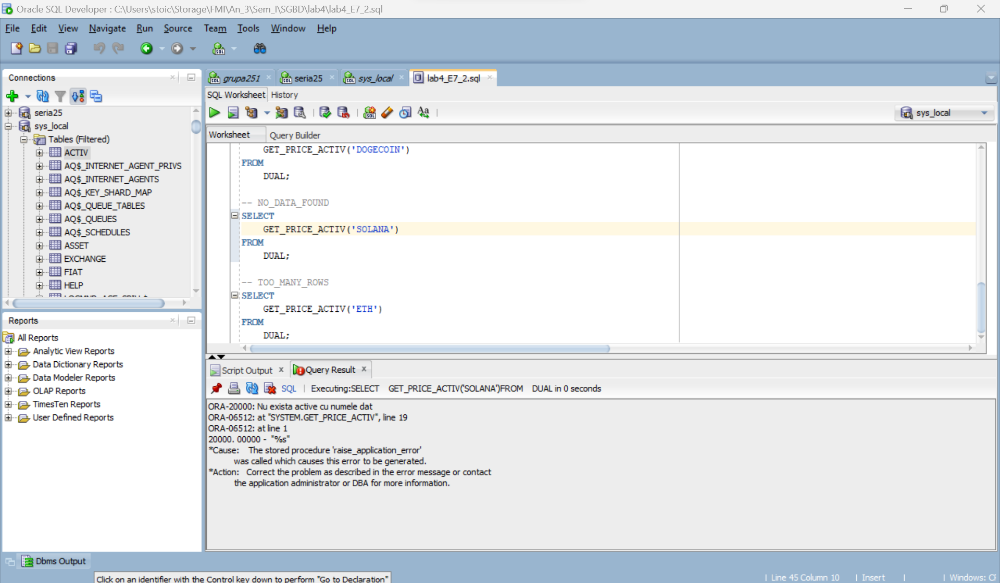 Oracle SQL Developer : C:\Users\stoic\Storage\FMI\An_3\Sem_I\SGBD\lab4\lab4_E7_2.sql
File Edit View Navigate Run Source Team Tools Window Help
Connections
seria25
sys_local
Tables (Filtered)
ACTIV
AQ$_INTERNET_AGENT_PRIVS
AQ$_INTERNET_AGENTS
AQ$_KEY_SHARD_MAP
AQ$_QUEUE_TABLES
AQ$_QUEUES
AQ$_SCHEDULES
ASSET
EXCHANGE
FIAT
HELP
Reports
All Reports
Analytic View Reports
Data Dictionary Reports
Data Modeler Reports
OLAP Reports
TimesTen Reports
User Defined Reports
grupa251 seria25 sys_local lab4_E7_2.sql
SQL Worksheet History
sys_local
Worksheet Query Builder
GET_PRICE_ACTIV('DOGECOIN')
FROM
DUAL;
-- NO_DATA_FOUND
SELECT
GET_PRICE_ACTIV('SOLANA')
FROM
DUAL;
-- TOO_MANY_ROWS
SELECT
GET_PRICE_ACTIV('ETH')
FROM
DUAL;
Script Output x Query Result x
SQL | Executing:SELECT GET_PRICE_ACTIV('SOLANA')FROM DUAL in 0 seconds
ORA-20000: Nu exista active cu numele dat
ORA-06512: at "SYSTEM.GET_PRICE_ACTIV", line 19
ORA-06512: at line 1
20000. 00000 - "%s"
*Cause: The stored procedure 'raise_application_error'
was called which causes this error to be generated.
*Action: Correct the problem as described in the error message or contact
the application administrator or DBA for more information.
Dbms Output
Click on an identifier with the Control key down to perform "Go to Declaration"
| Line 45 Column 10 | Insert | | Windows: